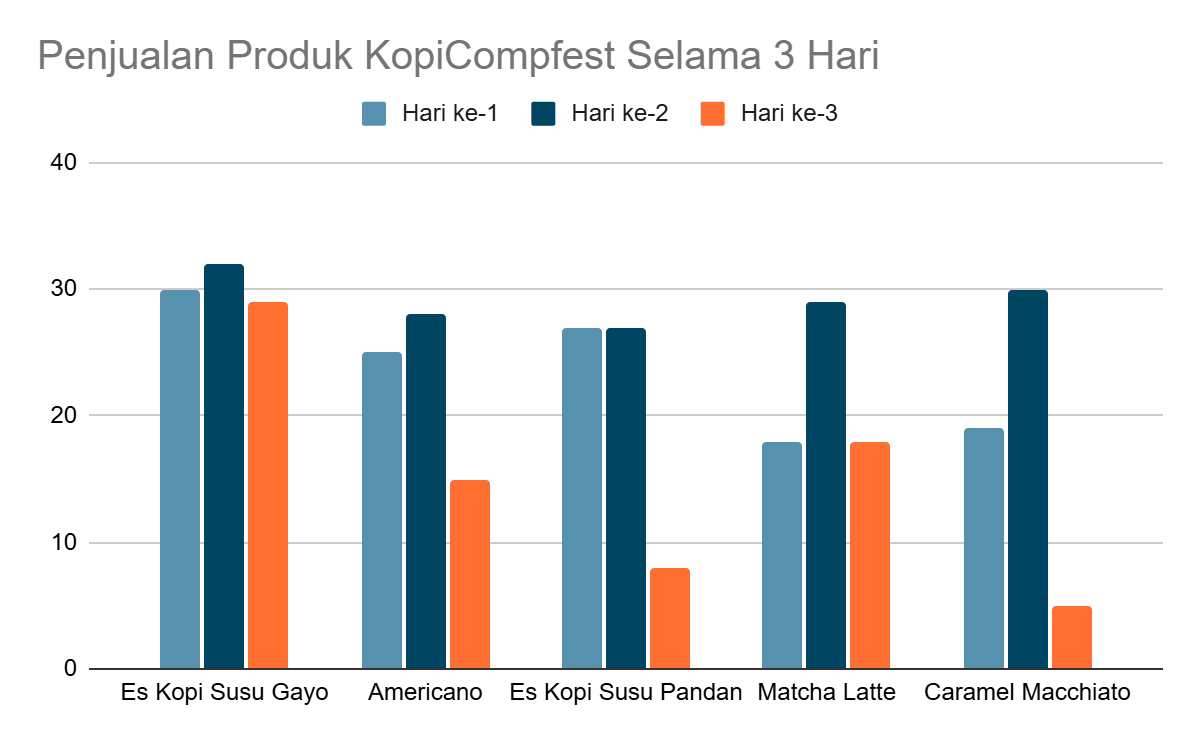 Penjualan Produk KopiCompfest Selama 3 Hari
Hari ke-1 Hari ke-2 Hari ke-3
40
30
20
10
0
Es Kopi Susu Gayo Americano Es Kopi Susu Pandan Matcha Latte Caramel Macchiato